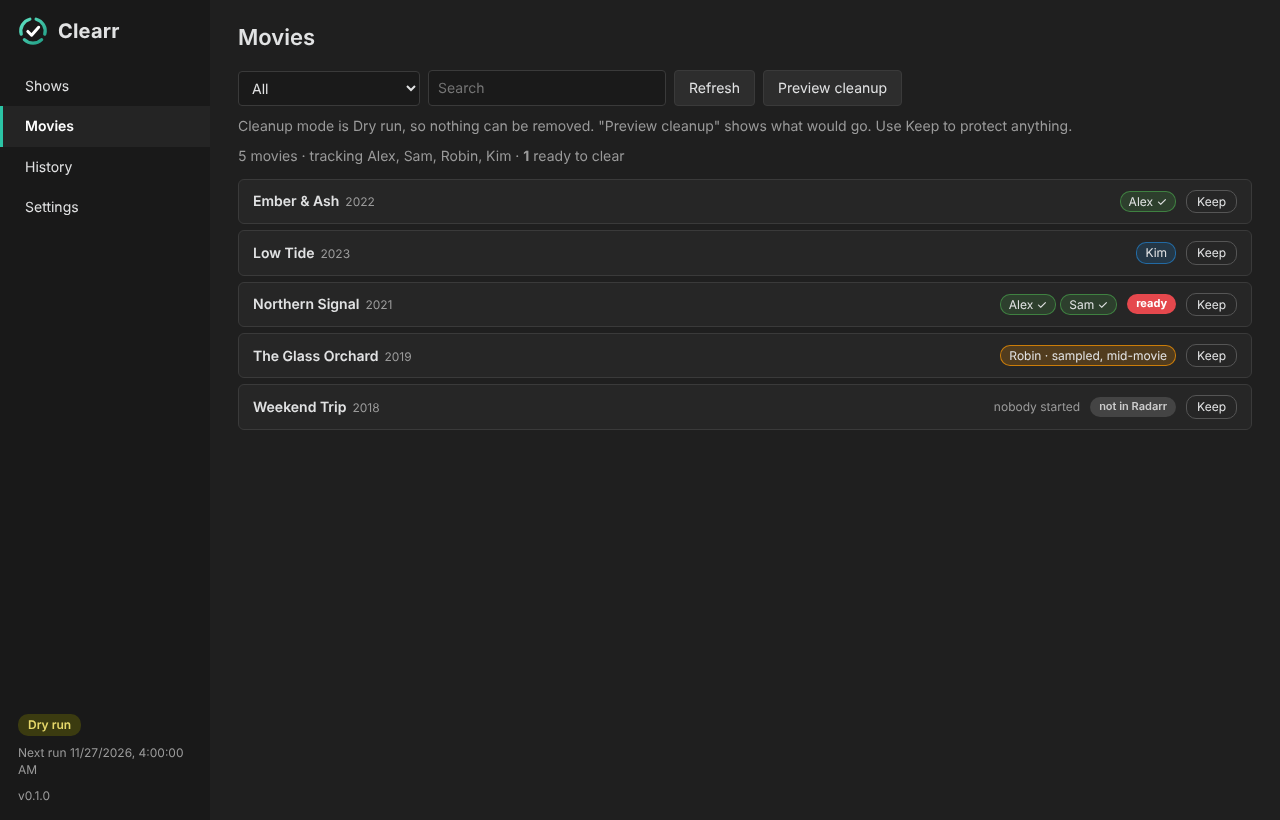 Clearr
Shows
Movies
History
Settings
Dry run
Next run 11/27/2026, 4:00:00
AM
v0.1.0
Movies
All
Search
Refresh
Preview cleanup
Cleanup mode is Dry run, so nothing can be removed. "Preview cleanup" shows what would go. Use Keep to protect anything.
5 movies · tracking Alex, Sam, Robin, Kim · 1 ready to clear
Ember & Ash 2022 Alex ✓ Keep
Low Tide 2023 Kim Keep
Northern Signal 2021 Alex ✓ Sam ✓ ready Keep
The Glass Orchard 2019 Robin · sampled, mid-movie Keep
Weekend Trip 2018 nobody started not in Radarr Keep